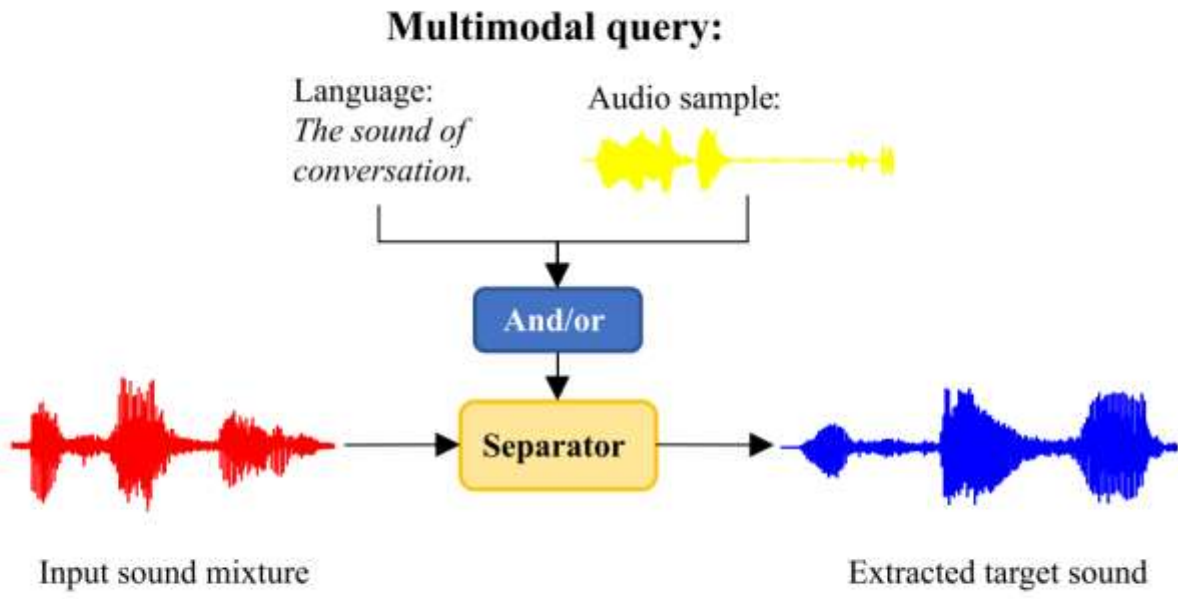 Multimodal query:
Language:
The sound of
conversation.
Audio sample:
And/or
Separator
Input sound mixture
Extracted target sound